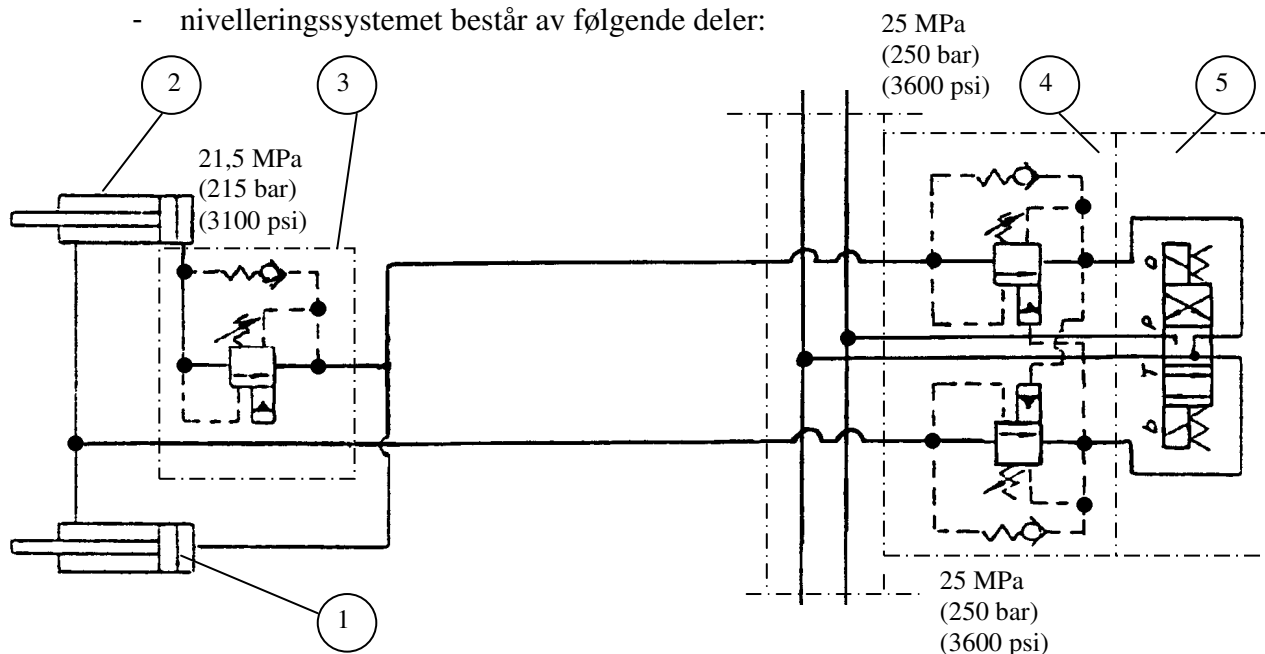 - nivelleringssystemet består av følgende deler:
25 MPa
(250 bar)
(3600 psi)
2
3
4
5
21,5 MPa
(215 bar)
(3100 psi)
a
P
T
b
1
25 MPa
(250 bar)
(3600 psi)